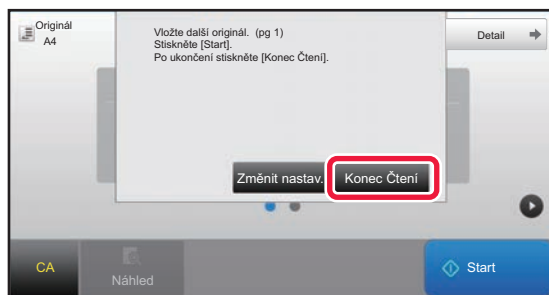 Originál
A4
Vložte další originál. (pg 1)
Stiskněte [Start].
Po ukončení stiskněte [Konec Čtení].
Detail
Změnit nastav.
Konec Čtení
CA
Náhled
Start